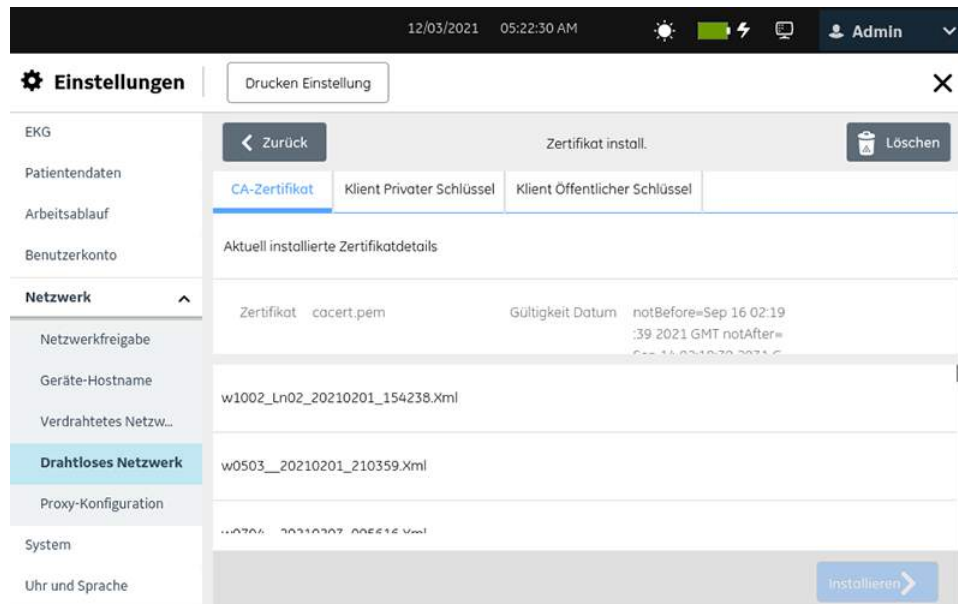 12/03/2021 05:22:30 AM Admin
Einstellungen Drucken Einstellung
EKG
Patientendaten
Arbeitsablauf
Benutzerkonto
Netzwerk
Netzwerkfreigabe
Geräte-Hostname
Verdrahtetes Netzw...
Drahtloses Netzwerk
Proxy-Konfiguration
System
Uhr und Sprache
Zurück Zertifikat install. Löschen
CA-Zertifikat Klient Privater Schlüssel Klient Öffentlicher Schlüssel
Aktuell installierte Zertifikatdetails
Zertifikat cacert.pem Gültigkeit Datum notBefore=Sep 16 02:19
:39 2021 GMT notAfter=
w1002_Ln02_20210201_154238.Xml
w0503__20210201_210359.Xml
Installieren